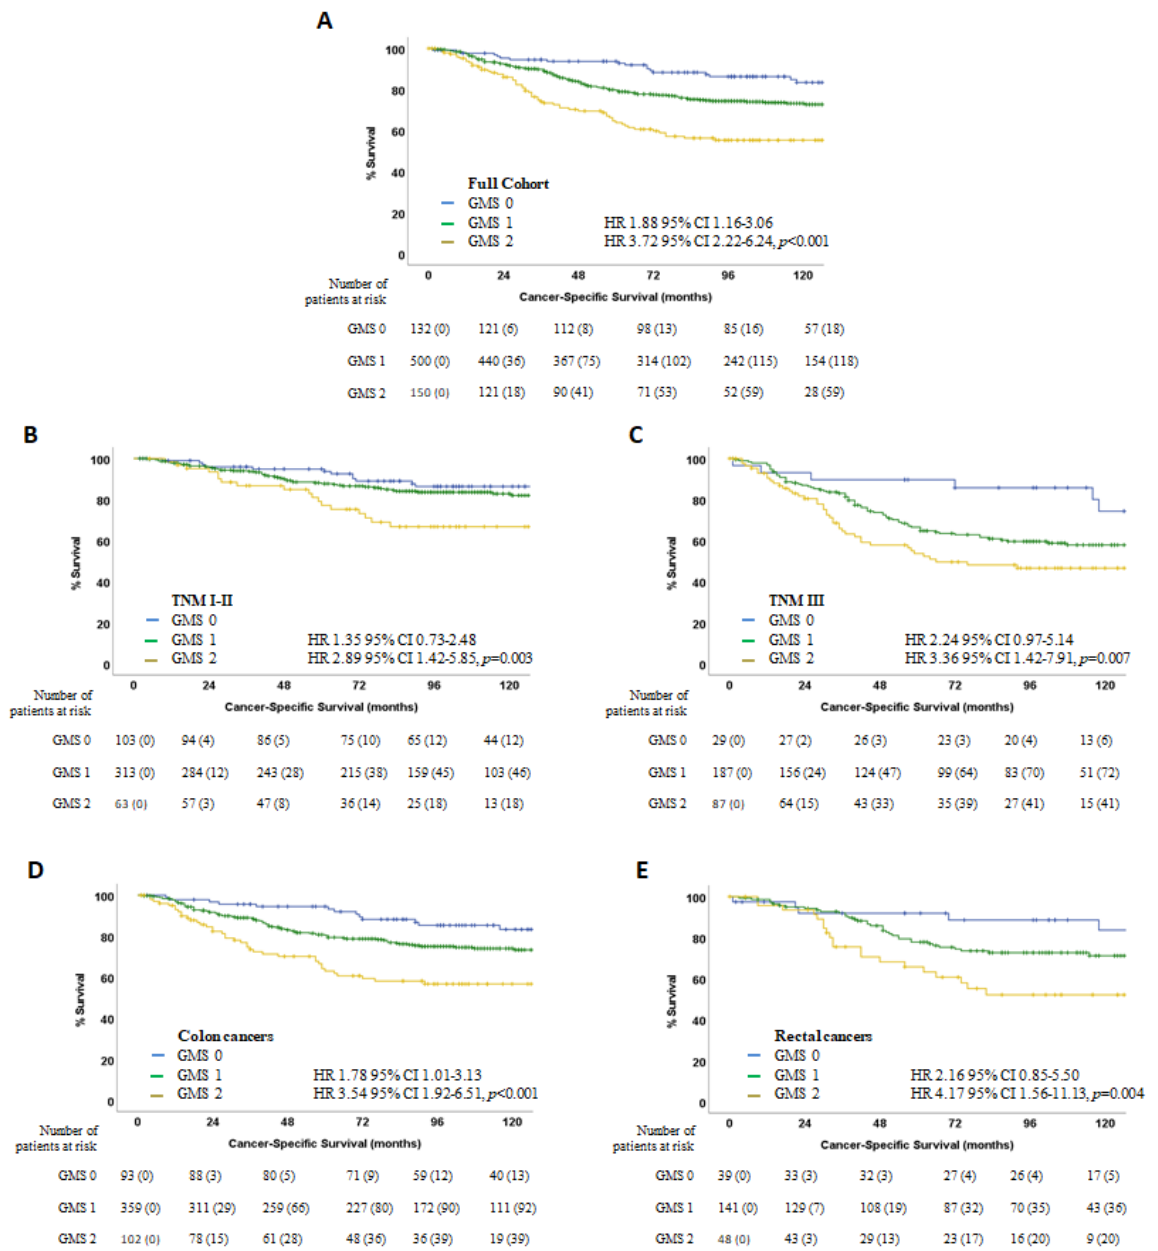 A
100
80
60
40
20
0
% Survival
Full Cohort
GMS 0
GMS 1 HR 1.88 95% CI 1.16-3.06
GMS 2 HR 3.72 95% CI 2.22-6.24, p<0.001
0 24 48 72 96 120
Cancer-Specific Survival (months)
Number of
patients at risk
GMS 0 132 (0) 121 (6) 112 (8) 98 (13) 85 (16) 57 (18)
GMS 1 500 (0) 440 (36) 367 (75) 314 (102) 242 (115) 154 (118)
GMS 2 150 (0) 121 (18) 90 (41) 71 (53) 52 (59) 28 (59)
B
100
80
60
40
20
0
% Survival
TNM I-II
GMS 0
GMS 1 HR 1.35 95% CI 0.73-2.48
GMS 2 HR 2.89 95% CI 1.42-5.85, p=0.003
0 24 48 72 96 120
Cancer-Specific Survival (months)
Number of
patients at risk
GMS 0 103 (0) 94 (4) 86 (5) 75 (10) 65 (12) 44 (12)
GMS 1 313 (0) 284 (12) 243 (28) 215 (38) 159 (45) 103 (46)
GMS 2 63 (0) 57 (3) 47 (8) 36 (14) 25 (18) 13 (18)
C
100
80
60
40
20
0
% Survival
TNM III
GMS 0
GMS 1 HR 2.24 95% CI 0.97-5.14
GMS 2 HR 3.36 95% CI 1.42-7.91, p=0.007
0 24 48 72 96 120
Cancer-Specific Survival (months)
Number of
patients at risk
GMS 0 29 (0) 27 (2) 26 (3) 23 (3) 20 (4) 13 (6)
GMS 1 187 (0) 156 (24) 124 (47) 99 (64) 83 (70) 51 (72)
GMS 2 87 (0) 64 (15) 43 (33) 35 (39) 27 (41) 15 (41)
D
100
80
60
40
20
0
% Survival
Colon cancers
GMS 0
GMS 1 HR 1.78 95% CI 1.01-3.13
GMS 2 HR 3.54 95% CI 1.92-6.51, p<0.001
0 24 48 72 96 120
Cancer-Specific Survival (months)
Number of
patients at risk
GMS 0 93 (0) 88 (3) 80 (5) 71 (9) 59 (12) 40 (13)
GMS 1 359 (0) 311 (29) 259 (66) 227 (80) 172 (90) 111 (92)
GMS 2 102 (0) 78 (15) 61 (28) 48 (36) 36 (39) 19 (39)
E
100
80
60
40
20
0
% Survival
Rectal cancers
GMS 0
GMS 1 HR 2.16 95% CI 0.85-5.50
GMS 2 HR 4.17 95% CI 1.56-11.13, p=0.004
0 24 48 72 96 120
Cancer-Specific Survival (months)
Number of
patients at risk
GMS 0 39 (0) 33 (3) 32 (3) 27 (4) 26 (4) 17 (5)
GMS 1 141 (0) 129 (7) 108 (19) 87 (32) 70 (35) 43 (36)
GMS 2 48 (0) 43 (3) 29 (13) 23 (17) 16 (20) 9 (20)